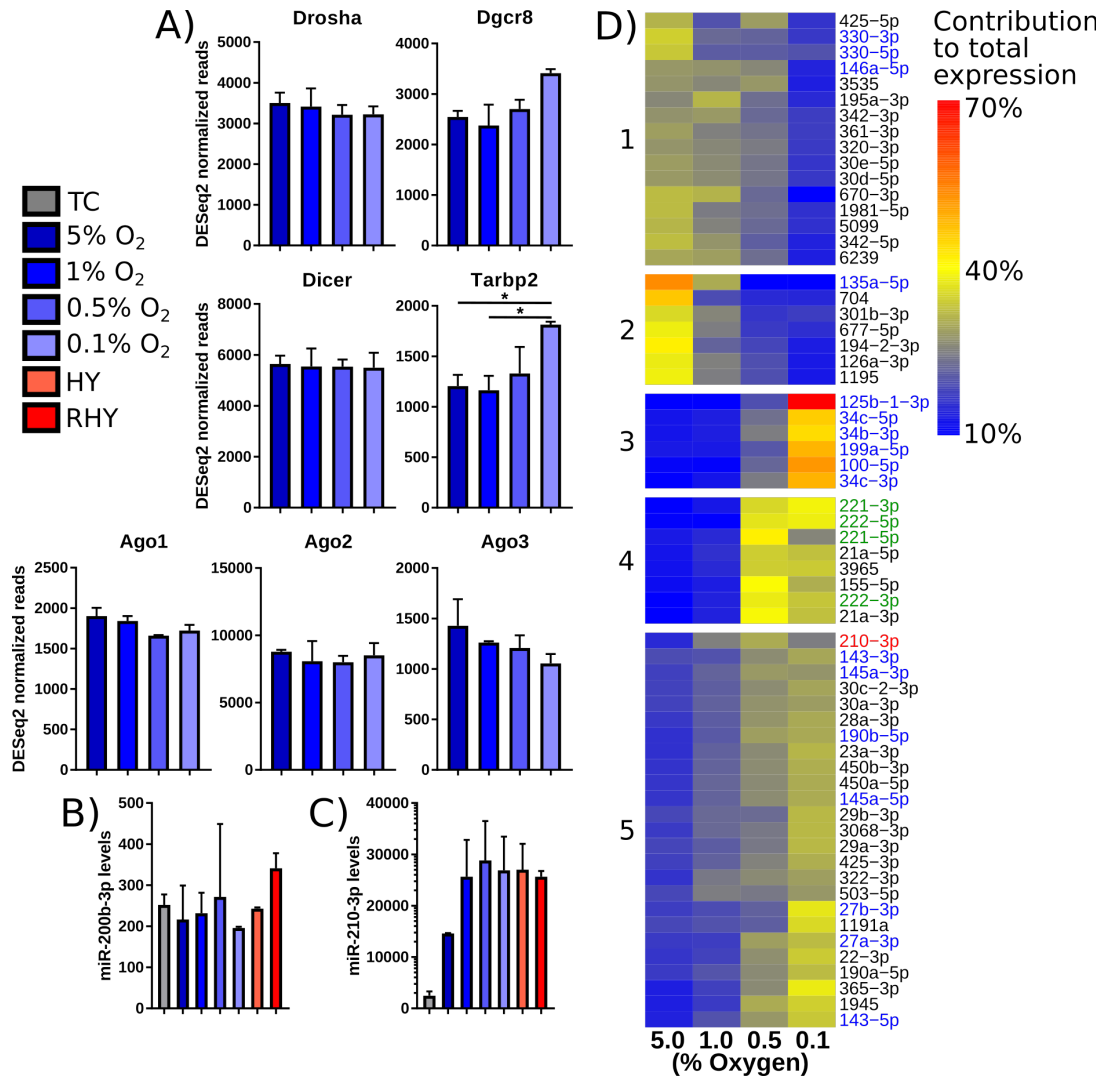 A)
Drosha
Dgcr8
DESeq2 normalized reads
5000
4000
3000
2000
1000
0
4000
3000
2000
1000
0
TC
5% O₂
1% O₂
0.5% O₂
0.1% O₂
HY
RHY
Dicer
Tarbp2
DESeq2 normalized reads
8000
6000
4000
2000
0
2000
1500
1000
500
0
*
*
Ago1
Ago2
Ago3
DESeq2 normalized reads
2500
2000
1500
1000
500
0
15000
10000
5000
0
2000
1500
1000
500
0
B)
miR-200b-3p levels
500
400
300
200
100
0
C)
miR-210-3p levels
40000
30000
20000
10000
0
D)
Contribution
to total
expression
70%
40%
10%
1
425-5p
330-3p
330-5p
146a-5p
3535
195a-3p
342-3p
361-3p
320-3p
30e-5p
30d-5p
670-3p
1981-5p
5099
342-5p
6239
2
135a-5p
704
301b-3p
677-5p
194-2-3p
126a-3p
1195
3
125b-1-3p
34c-5p
34b-3p
199a-5p
100-5p
34c-3p
4
221-3p
222-5p
221-5p
21a-5p
3965
155-5p
222-3p
21a-3p
5
210-3p
143-3p
145a-3p
30c-2-3p
30a-3p
28a-3p
190b-5p
23a-3p
450b-3p
450a-5p
145a-5p
29b-3p
3068-3p
29a-3p
425-3p
322-3p
503-5p
27b-3p
1191a
27a-3p
22-3p
190a-5p
365-3p
1945
143-5p
5.0 1.0 0.5 0.1
(% Oxygen)